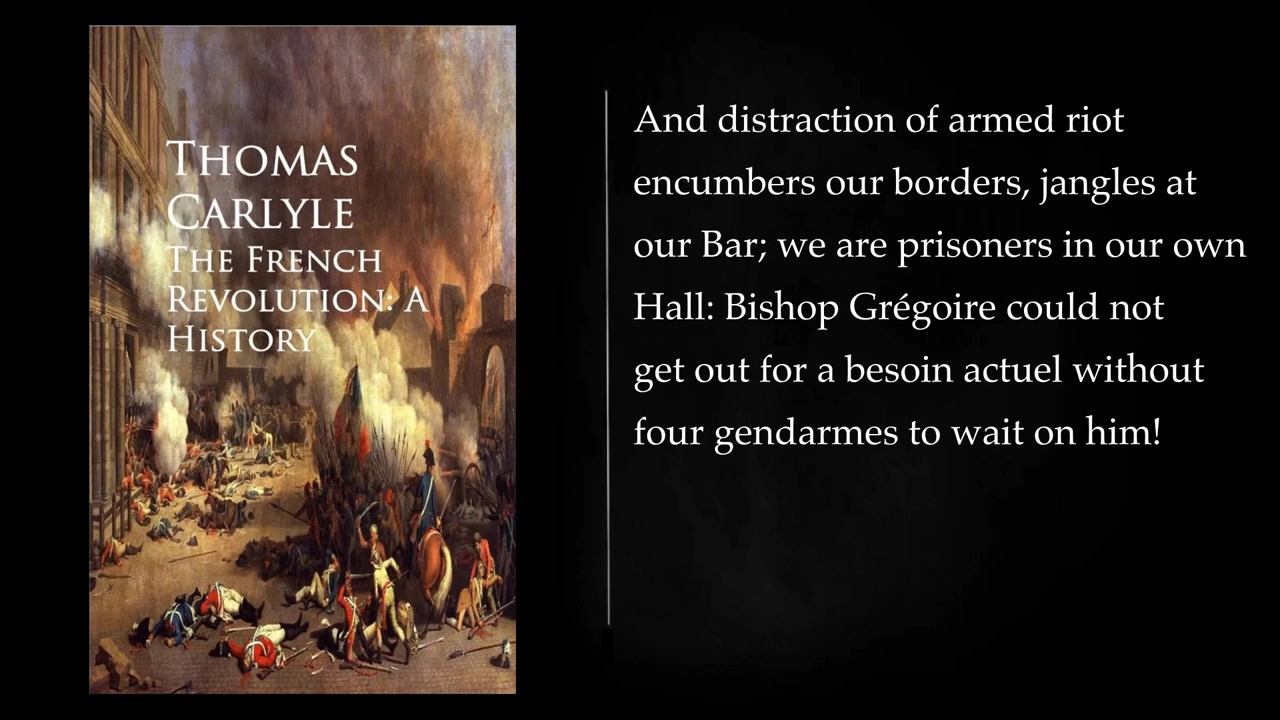 THOMAS
CARLYLE
THE FRENCH
REVOLUTION: A
HISTORY
And distraction of armed riot
encumbers our borders, jangles at
our Bar; we are prisoners in our own
Hall: Bishop Grégoire could not
get out for a besoin actuel without
four gendarmes to wait on him!